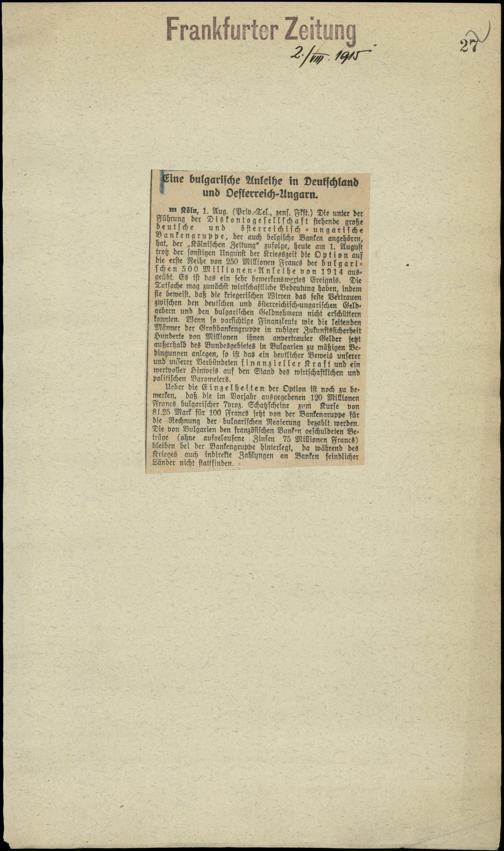 Frankfurter Zeitung
2./VIII. 1915
27
Eine bulgarische Anleihe in Deutschland
und Oesterreich-Ungarn.
Köln, 1. Aug. (Priv.-Tel., zens. Fkft.) Die unter der
Führung der Diskontogesellschaft stehende große
deutsche und österreichisch-ungarische
Bankengruppe, der auch belgische Banken angehören,
hat, der „Kölnischen Zeitung" zufolge, heute am 1. August
trotz der sonstigen Ungunst der Kriegszeit die Option auf
die erste Reihe von 250 Millionen Francs der bulgari-
schen 500 Millionen-Anleihe von 1914 aus-
geübt. Es ist das ein sehr bemerkenswertes Ereignis. Die
Tatsache mag zunächst wirtschaftliche Bedeutung haben, indem
sie beweist, daß die kriegerischen Wirren das feste Vertrauen
zwischen den deutschen und österreichisch-ungarischen Geld-
gebern und den bulgarischen Geldnehmern nicht erschüttern
konnten. Wenn so vorsichtige Finanzleute wie die leitenden
Männer der Großbankengruppe in ruhiger Zukunftssicherheit
Hunderte von Millionen ihnen anvertrauter Gelder jetzt
außerhalb des Bundesgebietes in Bulgarien zu mäßigen Be-
dingungen anlegen, so ist das ein deutlicher Beweis unserer
und unserer Verbündeten finanzieller Kraft und ein
wertvoller Hinweis auf den Stand des wirtschaftlichen und
politischen Barometers.
Ueber die Einzelheiten der Option ist noch zu be-
merken, daß die im Vorjahr ausgegebenen 120 Millionen
Francs bulgarischer 7proz. Schatzscheine zum Kurse von
81.25 Mark für 100 Francs jetzt von der Bankengruppe für
die Rechnung der bulgarischen Regierung bezahlt werden.
Die von Bulgarien den französischen Banken geschuldeten Be-
träge (ohne aufgelaufene Zinsen 75 Millionen Francs)
bleiben bei der Bankengruppe hinterlegt, da während des
Krieges auch indirekte Zahlungen an Banken feindlicher
Länder nicht stattfinden.